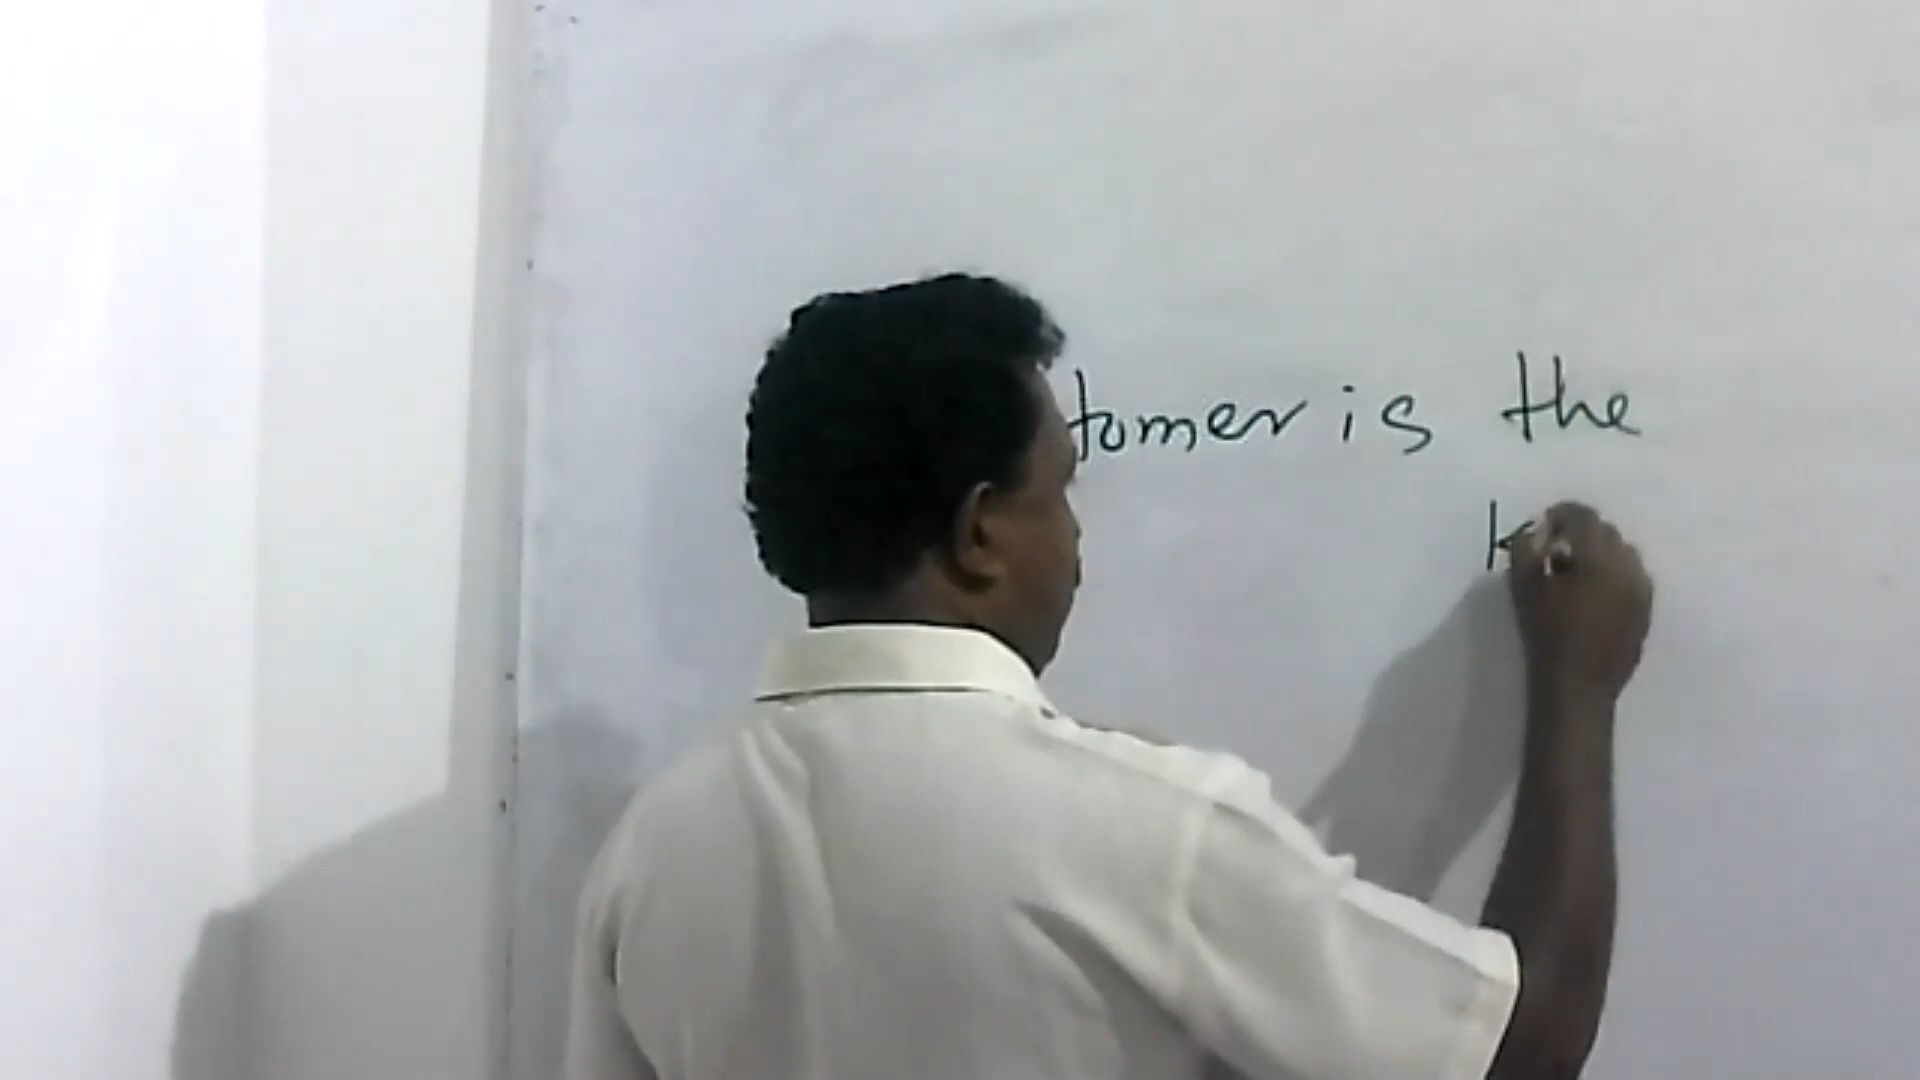 tomer is the
k